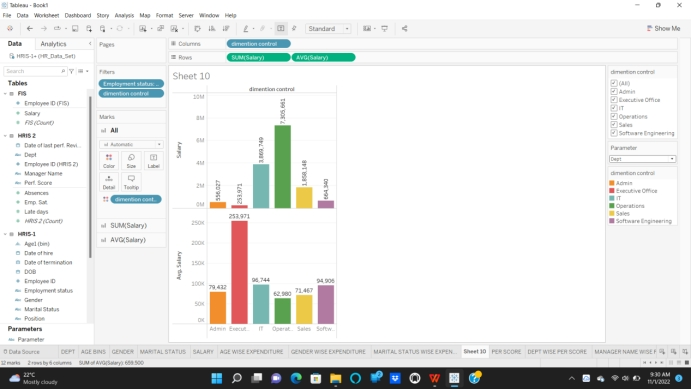 Tableau - Book1
File Data Worksheet Dashboard Story Analysis Map Format Server Window Help
Standard
Show Me
Data Analytics
HRIS-1+ (HR_Data_Set)
Search
Tables
FIS
Employee ID (FIS)
Salary
FIS (Count)
HRIS 2
Date of last perf. Revi...
Dept
Employee ID (HRIS 2)
Manager Name
Perf. Score
Absences
Emp. Sat
Late days
HRIS 2 (Count)
HRIS-1
Age1 (bin)
Date of hire
Date of termination
DOB
Employee ID
Employment status
Gender
Marital Status
Position
Parameters
Parameter
Pages
Filters
Employment status: ...
dimention control
Marks
All
Automatic
Color Size Label
Detail Tooltip
dimention cont..
SUM(Salary)
AVG(Salary)
Columns dimention control
Rows SUM(Salary) AVG(Salary)
Sheet 10
dimention control
Salary
10M
8M
6M
4M
2M
0M
253,971
3,869,749
7,305,661
1,858,148
Avg. Salary
250K
200K
150K
100K
50K
0K
79,432
253,971
96,744
62,980
71,467
94,906
Admin Execut.. IT Operat.. Sales Softw..
dimention control
(All)
Admin
Executive Office
IT
Operations
Sales
Software Engineering
Parameter
Dept
dimention control
Admin
Executive Office
IT
Operations
Sales
Software Engineering
Data Source DEPT AGE BINS GENDER MARITAL STATUS SALARY AGE WISE EXPENDITURE GENDER WISE EXPENDITURE MARITAL STATUS WISE EXPEN... Sheet 10 PER SCORE DEPT WISE PER SCORE MANAGER NAME WISE F
12 marks 2 rows by 6 columns SUM of AVG(Salary): 659,500
22°C
Mostly cloudy
9:30 AM
11/1/2022